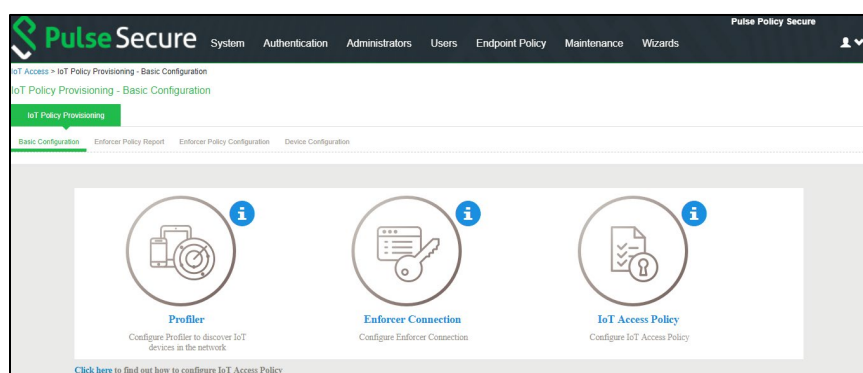 Pulse Policy Secure
Pulse Secure
System Authentication Administrators Users Endpoint Policy Maintenance Wizards
IoT Access > IoT Policy Provisioning - Basic Configuration
IoT Policy Provisioning - Basic Configuration
IoT Policy Provisioning
Basic Configuration Enforcer Policy Report Enforcer Policy Configuration Device Configuration
i i i
Profiler Enforcer Connection IoT Access Policy
Configure Profiler to discover IoT Configure Enforcer Connection Configure IoT Access Policy
devices in the network
Click here to find out how to configure IoT Access Policy